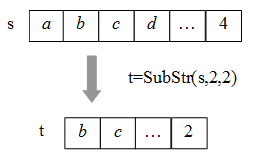 s a b c d … 4
t=SubStr(s,2,2)
t b c … 2